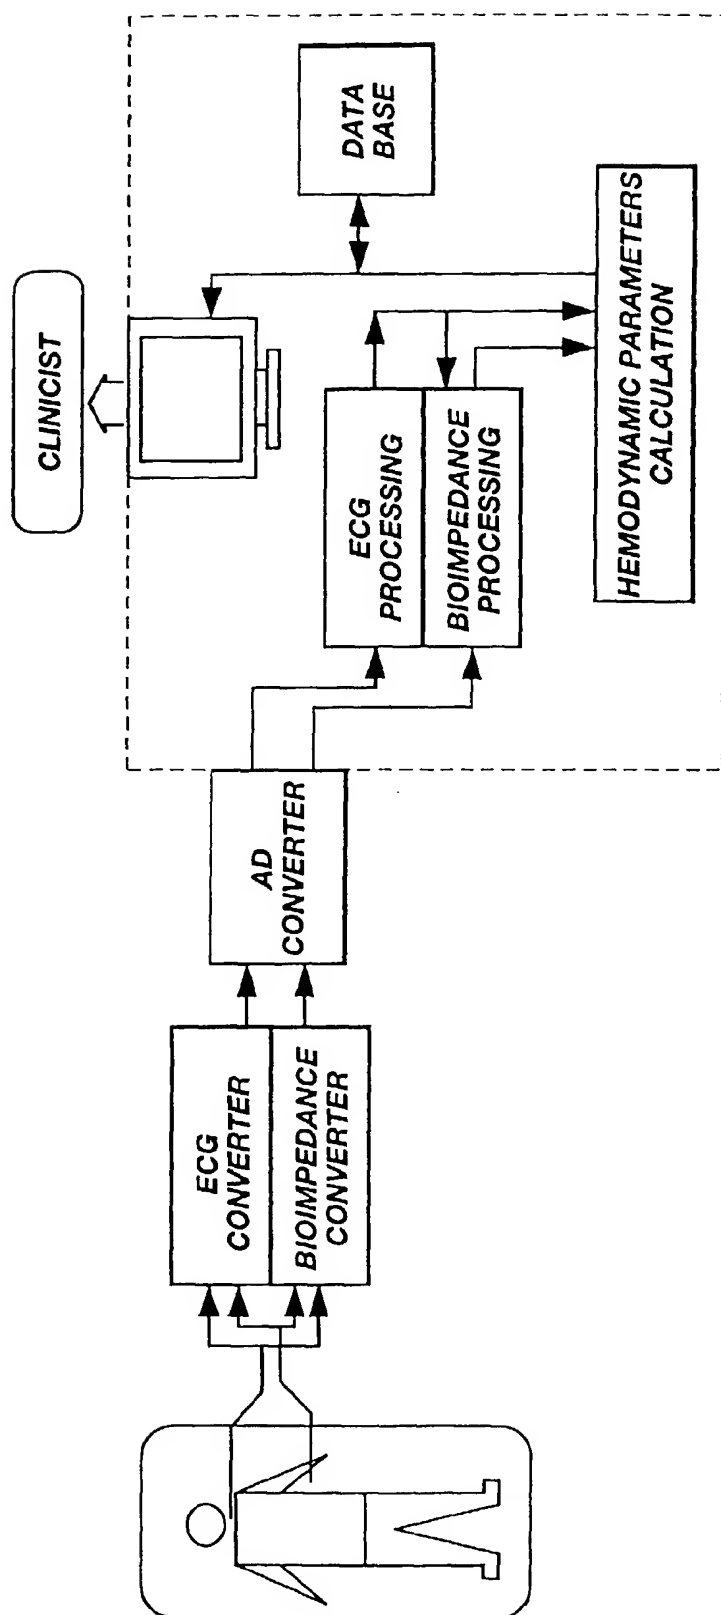 CLINICIST
DATA
BASE
ECG
PROCESSING
BIOIMPEDANCE
PROCESSING
HEMODYNAMIC PARAMETERS
CALCULATION
AD
CONVERTER
ECG
CONVERTER
BIOIMPEDANCE
CONVERTER